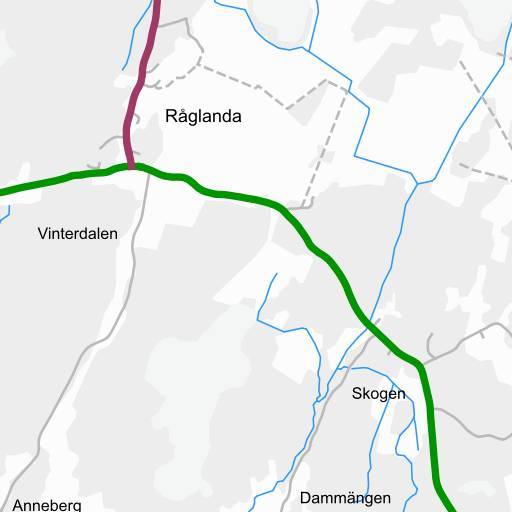 Råglanda
Vinterdalen
Skogen
Dammängen
Anneberg